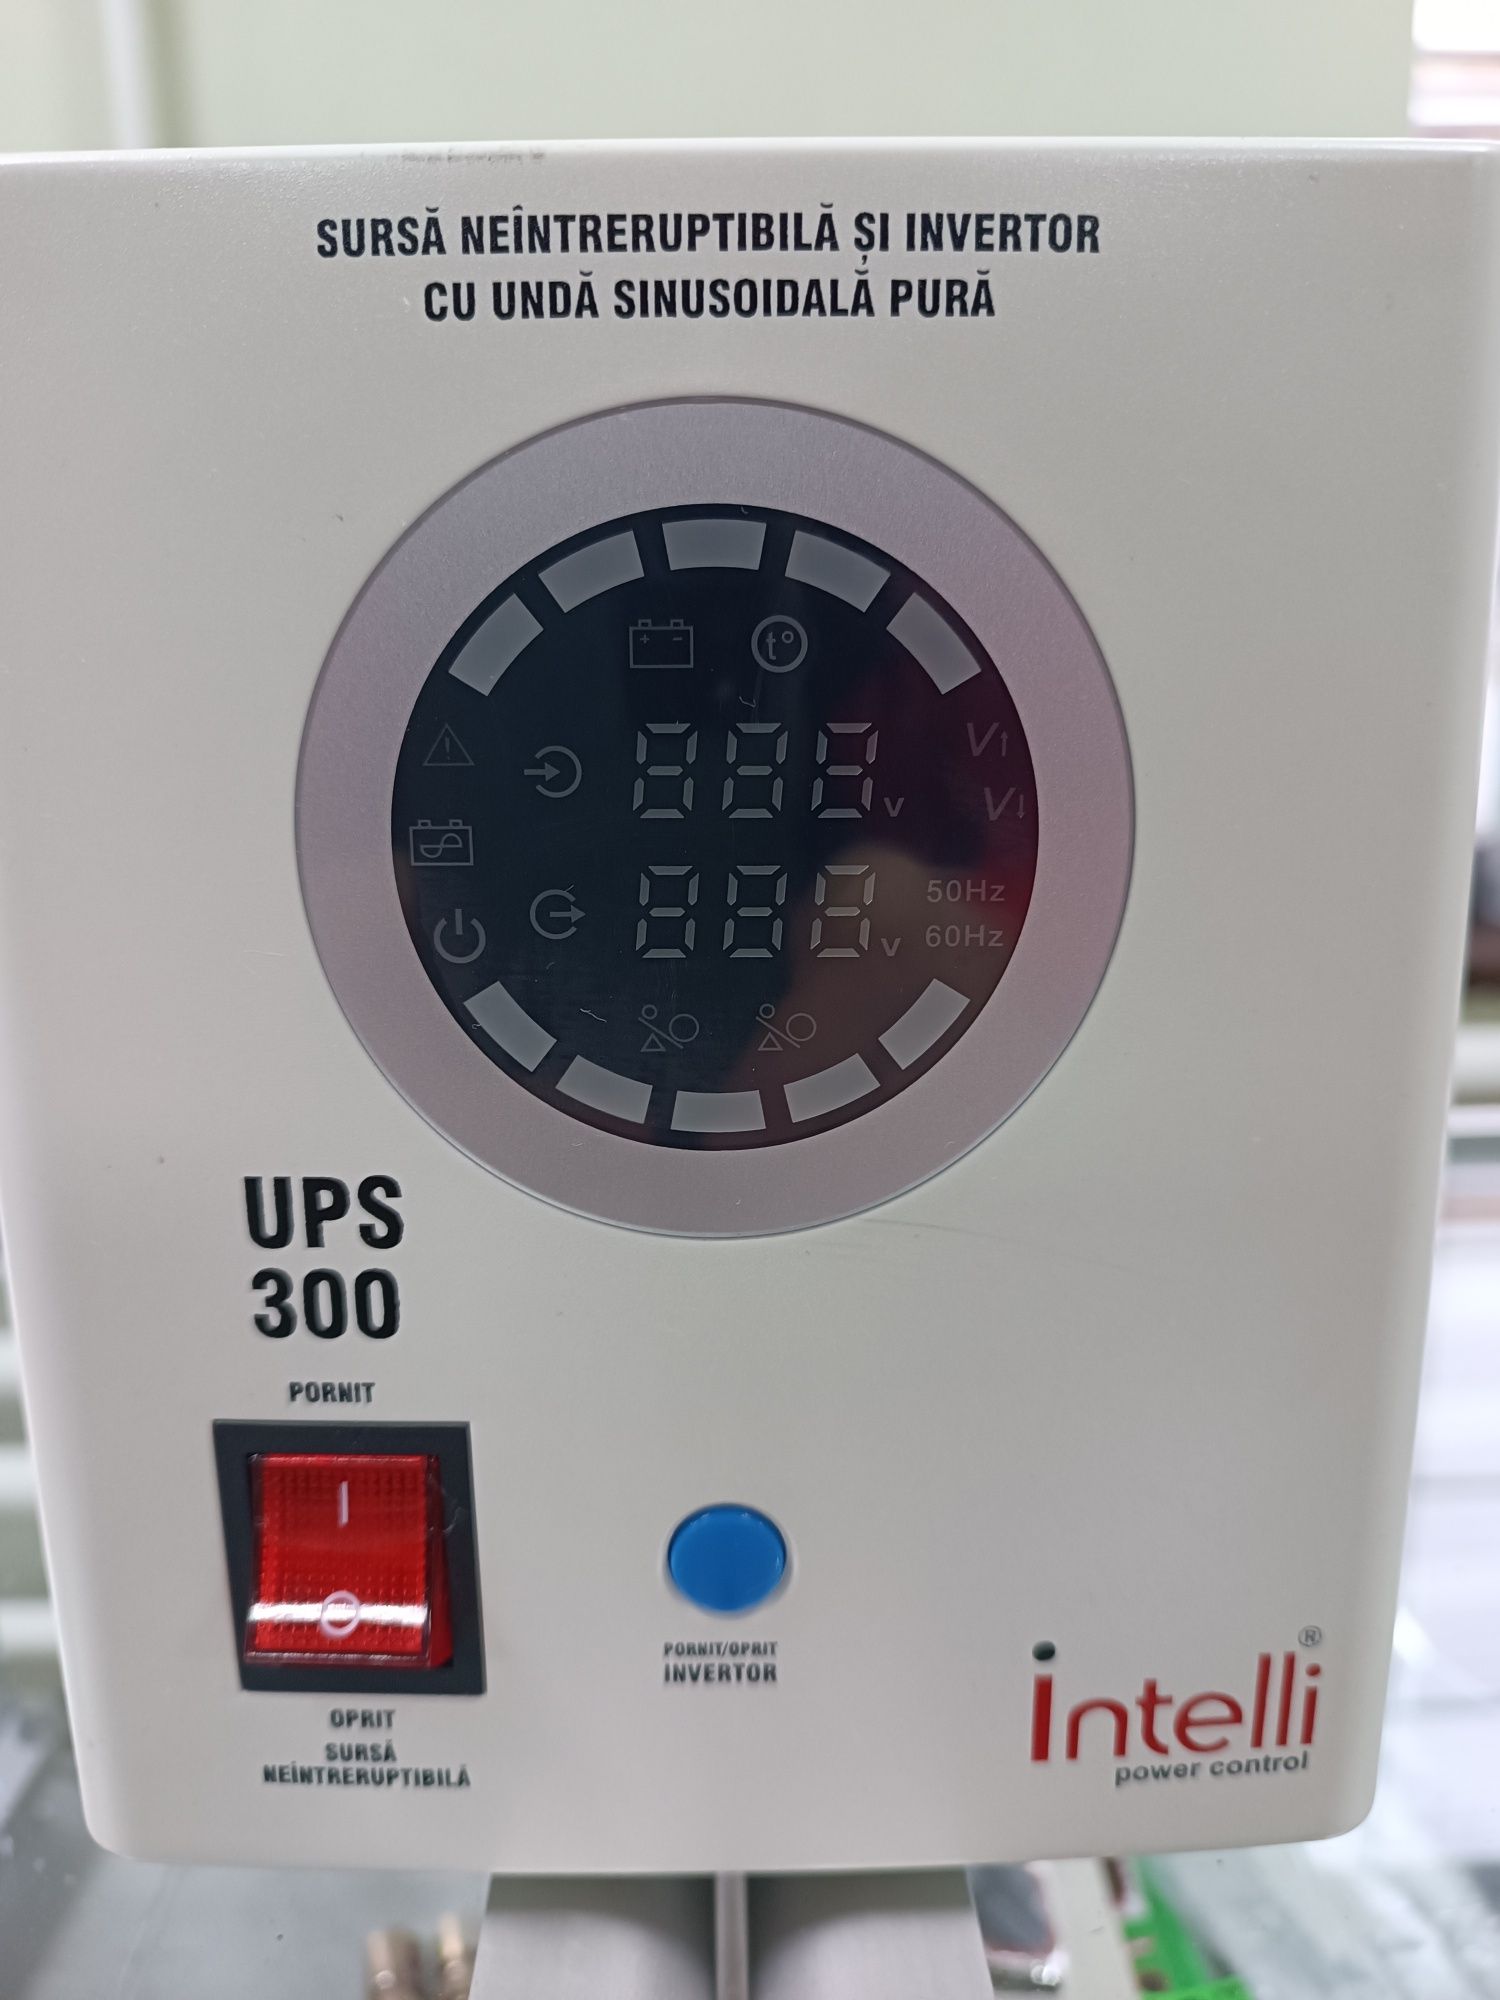 SURSĂ NEÎNTRERUPTIBILĂ ȘI INVERTOR
CU UNDĂ SINUSOIDALĂ PURĂ
+ -
t°
888 v
V↑
V↓
888 v
50Hz
60Hz
UPS
300
PORNIT
I
O
OPRIT
SURSĂ
NEÎNTRERUPTIBILĂ
PORNIT/OPRIT
INVERTOR
intelli®
power control